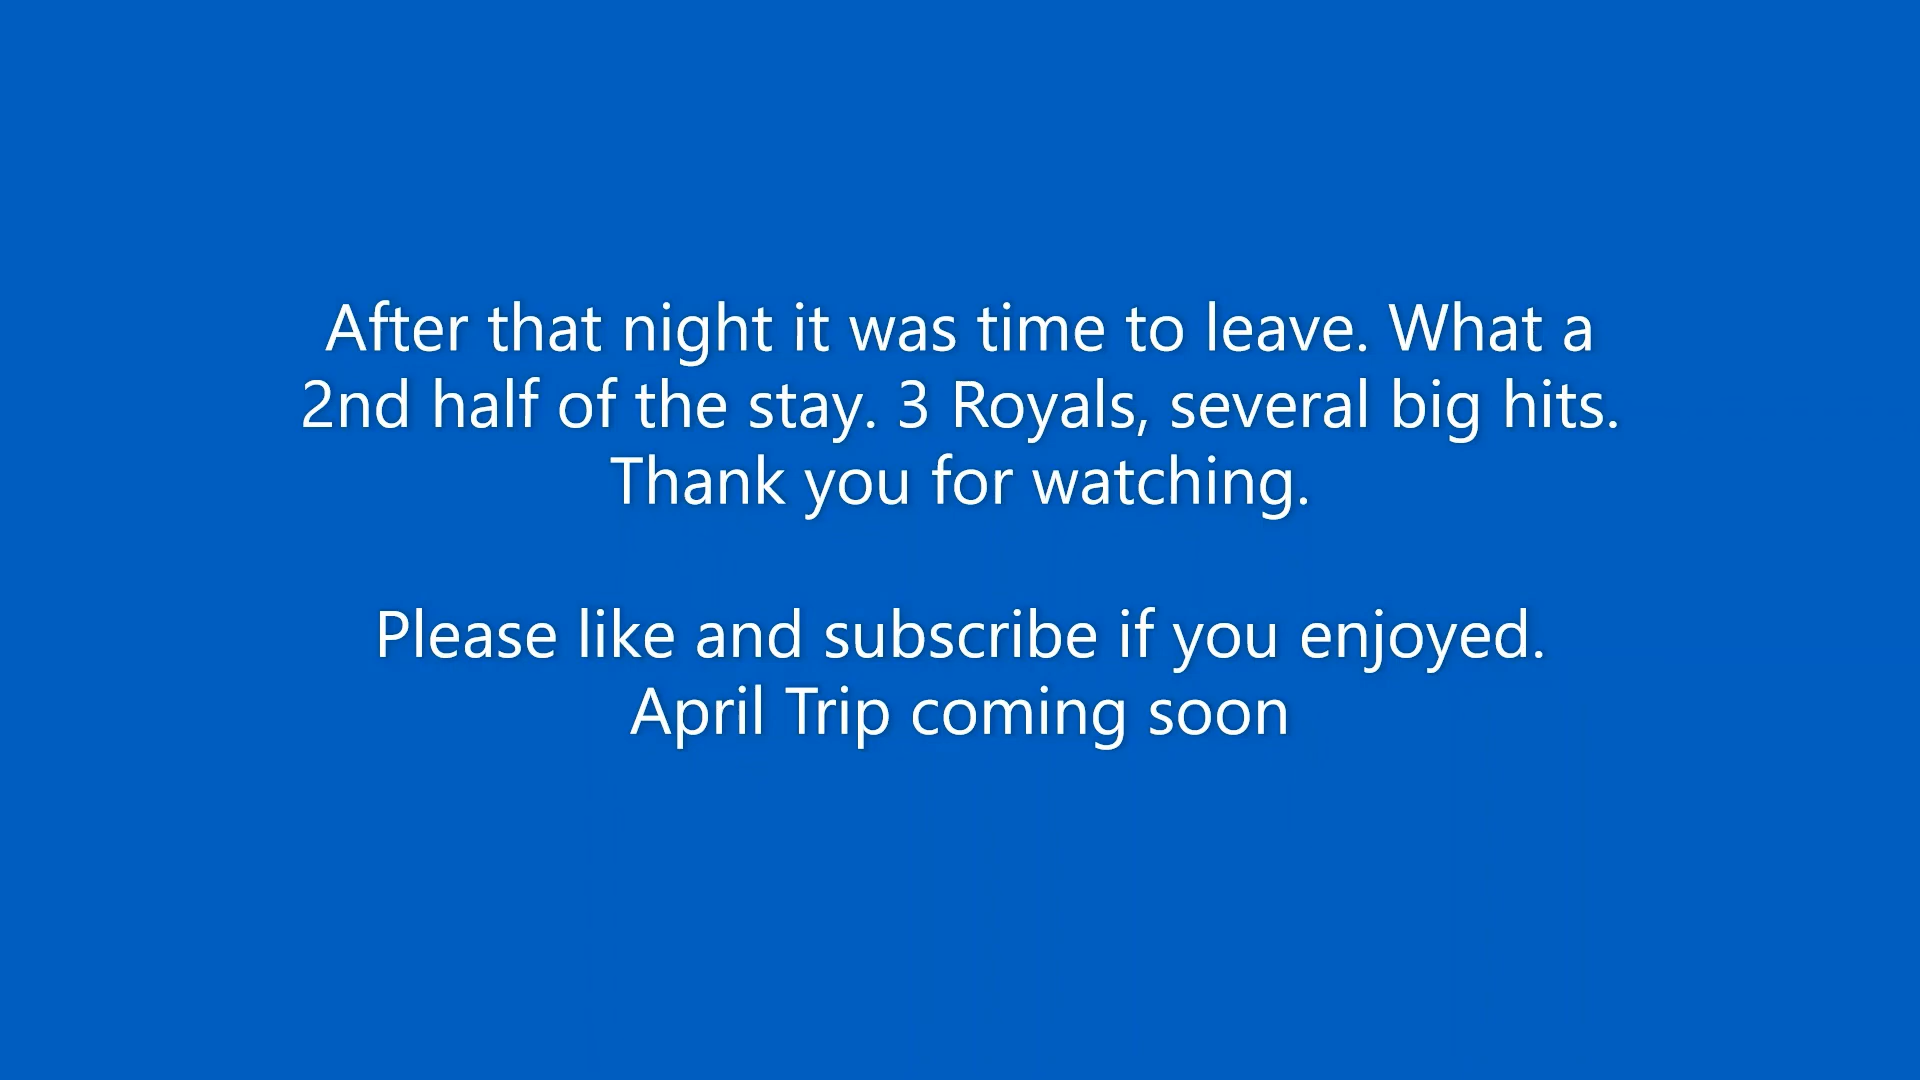 After that night it was time to leave. What a
2nd half of the stay. 3 Royals, several big hits.
Thank you for watching.
Please like and subscribe if you enjoyed.
April Trip coming soon